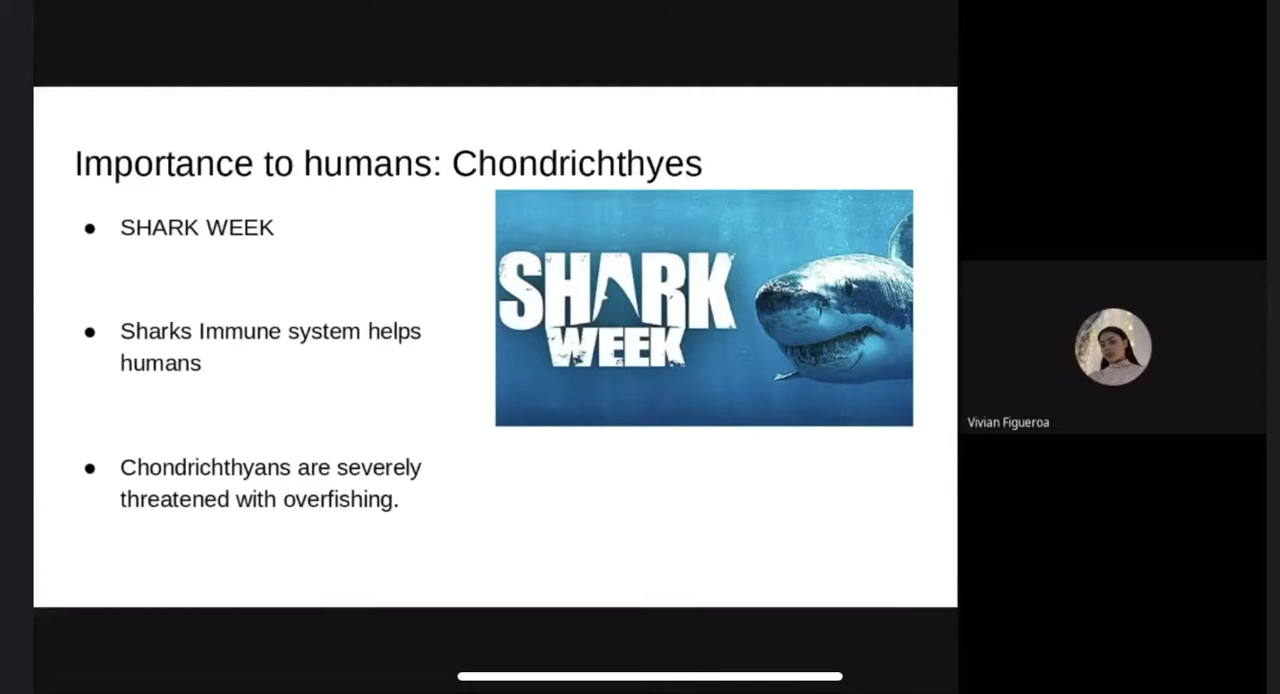 Importance to humans: Chondrichthyes
● SHARK WEEK
● Sharks Immune system helps
humans
● Chondrichthyans are severely
threatened with overfishing.
SHARK
WEEK
Vivian Figueroa